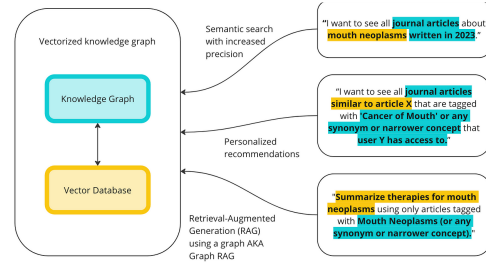 Vectorized knowledge graph
Knowledge Graph
Vector Database
Semantic search
with increased
precision
Personalized
recommendations
Retrieval-Augmented
Generation (RAG)
using a graph AKA
Graph RAG
“I want to see all journal articles about
mouth neoplasms written in 2023.”
“I want to see all journal articles
similar to article X that are tagged
with ‘Cancer of Mouth’ or any
synonym or narrower concept that
user Y has access to.”
“Summarize therapies for mouth
neoplasms using only articles tagged
with Mouth Neoplasms (or any
synonym or narrower concept).”